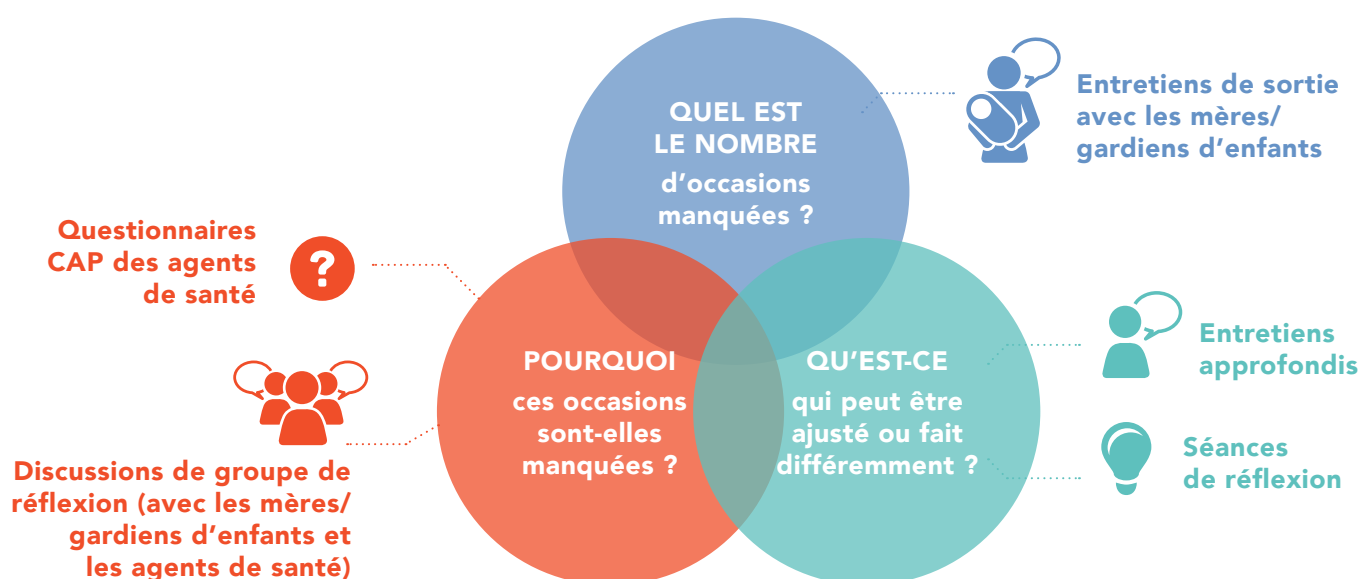 QUEL EST
LE NOMBRE
d'occasions
manquées ?
Entretiens de sortie
avec les mères/
gardiens d'enfants
Questionnaires
CAP des agents
de santé
?
POURQUOI
ces occasions
sont-elles
manquées ?
QU'EST-CE
qui peut être
ajusté ou fait
différemment ?
Entretiens
approfondis
Séances
de réflexion
Discussions de groupe de
réflexion (avec les mères/
gardiens d'enfants et
les agents de santé)